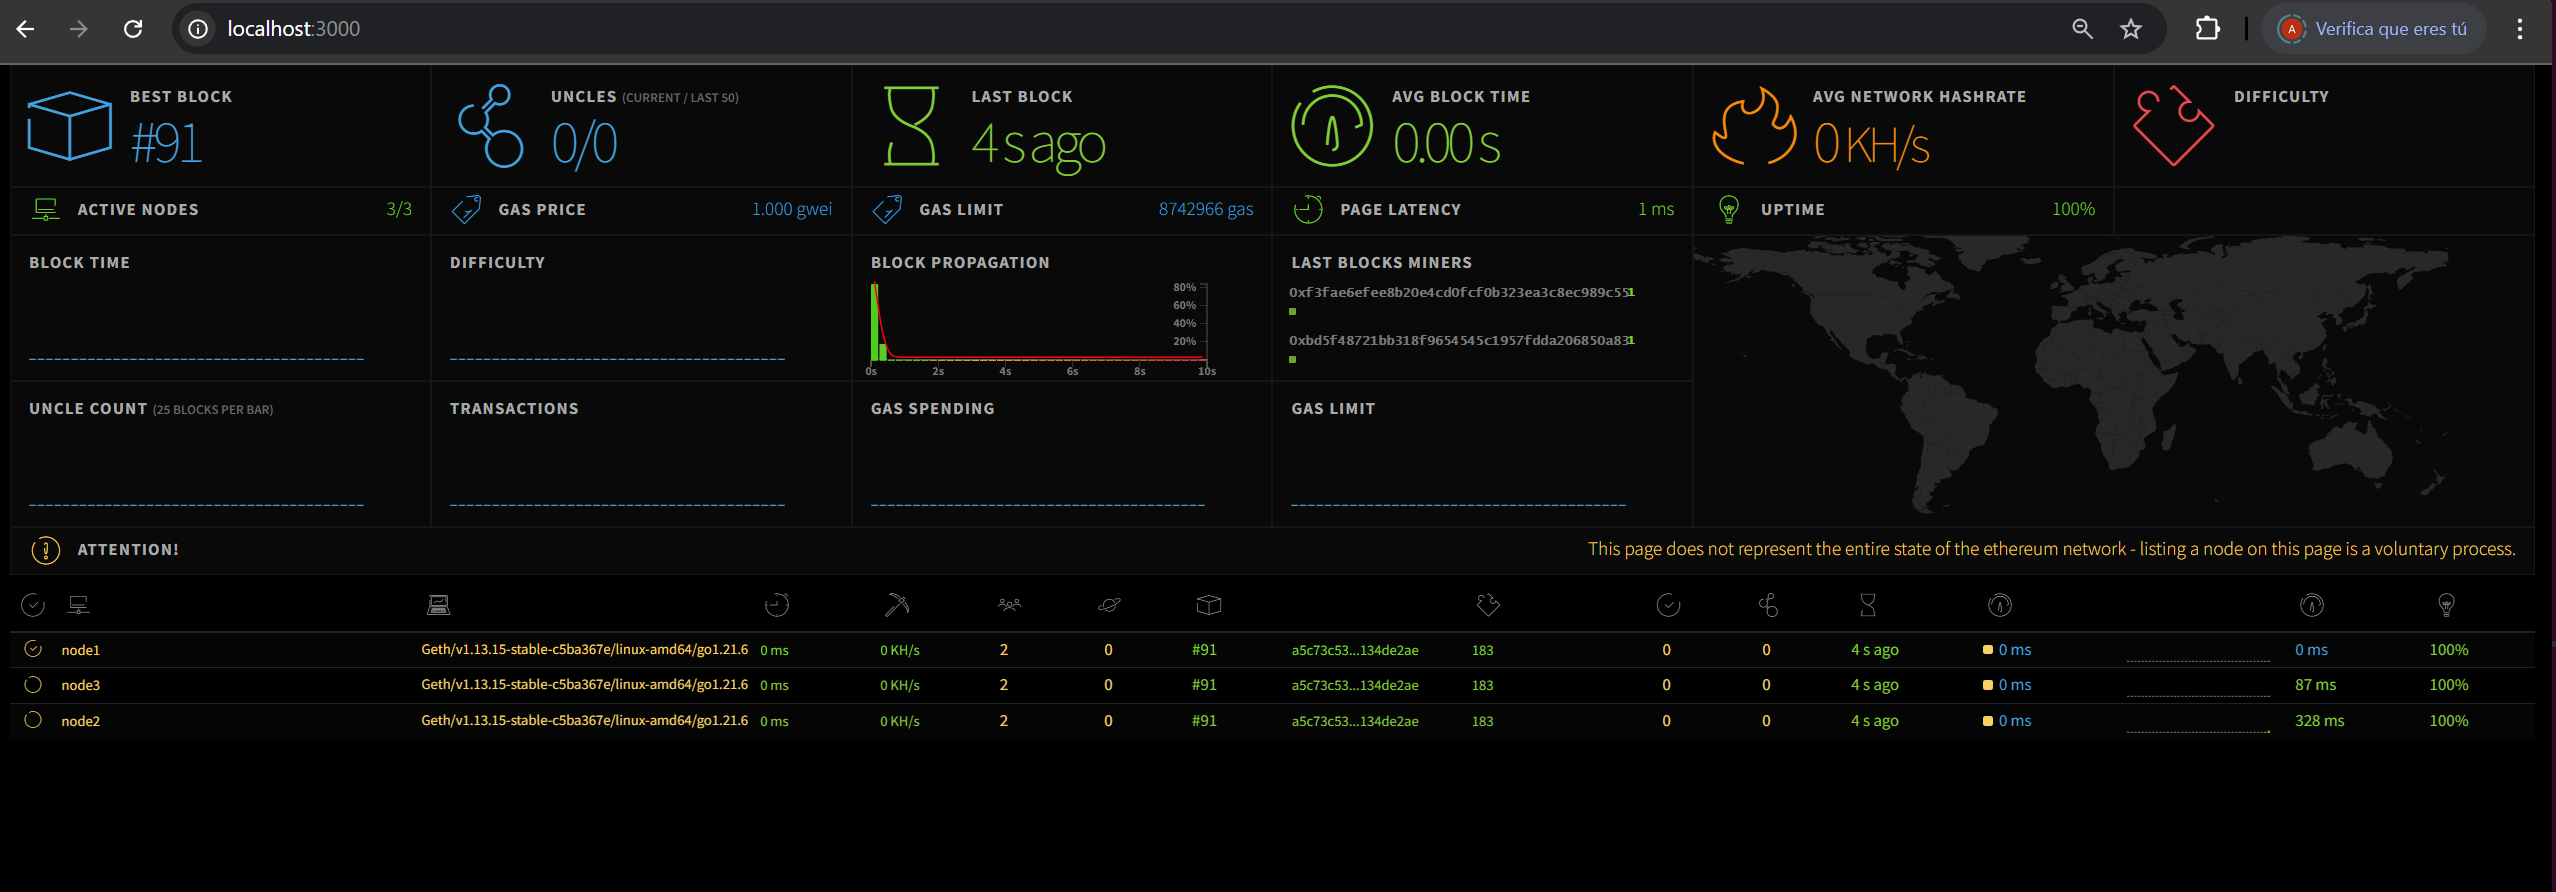 localhost:3000
Verifica que eres tú
A
BEST BLOCK
#91
UNCLES (CURRENT / LAST 50)
0/0
LAST BLOCK
4 s ago
AVG BLOCK TIME
0.00 s
AVG NETWORK HASHRATE
0 KH/s
DIFFICULTY
ACTIVE NODES 3/3
GAS PRICE 1.000 gwei
GAS LIMIT 8742966 gas
PAGE LATENCY 1 ms
UPTIME 100%
BLOCK TIME
DIFFICULTY
BLOCK PROPAGATION
80%
60%
40%
20%
0s 2s 4s 6s 8s 10s
LAST BLOCKS MINERS
0xf3fae6efee8b20e4cd0fcf0b323ea3c8ec989c55 1
0xbd5f48721bb318f9654545c1957fdda206850a83 1
UNCLE COUNT (25 BLOCKS PER BAR)
TRANSACTIONS
GAS SPENDING
GAS LIMIT
ATTENTION!
This page does not represent the entire state of the ethereum network - listing a node on this page is a voluntary process.
node1 Geth/v1.13.15-stable-c5ba367e/linux-amd64/go1.21.6 0 ms 0 KH/s 2 0 #91 a5c73c53...134de2ae 183 0 0 4 s ago 0 ms 0 ms 100%
node3 Geth/v1.13.15-stable-c5ba367e/linux-amd64/go1.21.6 0 ms 0 KH/s 2 0 #91 a5c73c53...134de2ae 183 0 0 4 s ago 0 ms 87 ms 100%
node2 Geth/v1.13.15-stable-c5ba367e/linux-amd64/go1.21.6 0 ms 0 KH/s 2 0 #91 a5c73c53...134de2ae 183 0 0 4 s ago 0 ms 328 ms 100%